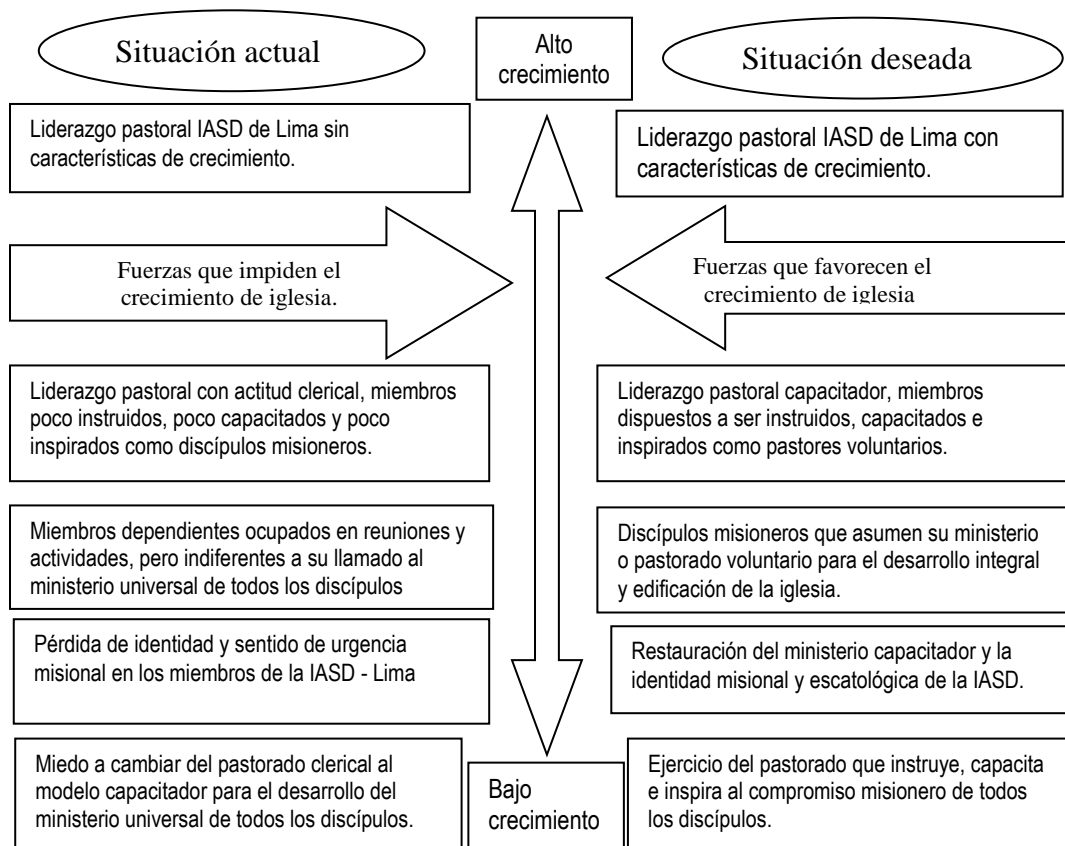 Situación actual
Alto
crecimiento
Situación deseada
Liderazgo pastoral IASD de Lima sin
características de crecimiento.
Liderazgo pastoral IASD de Lima con
características de crecimiento.
Fuerzas que impiden el
crecimiento de iglesia.
Fuerzas que favorecen el
crecimiento de iglesia
Liderazgo pastoral con actitud clerical, miembros
poco instruidos, poco capacitados y poco
inspirados como discípulos misioneros.
Liderazgo pastoral capacitador, miembros
dispuestos a ser instruidos, capacitados e
inspirados como pastores voluntarios.
Miembros dependientes ocupados en reuniones y
actividades, pero indiferentes a su llamado al
ministerio universal de todos los discípulos
Discípulos misioneros que asumen su ministerio
o pastorado voluntario para el desarrollo integral
y edificación de la iglesia.
Pérdida de identidad y sentido de urgencia
misional en los miembros de la IASD - Lima
Restauración del ministerio capacitador y la
identidad misional y escatológica de la IASD.
Miedo a cambiar del pastorado clerical al
modelo capacitador para el desarrollo del
ministerio universal de todos los discípulos.
Bajo
crecimiento
Ejercicio del pastorado que instruye, capacita
e inspira al compromiso misionero de todos
los discípulos.